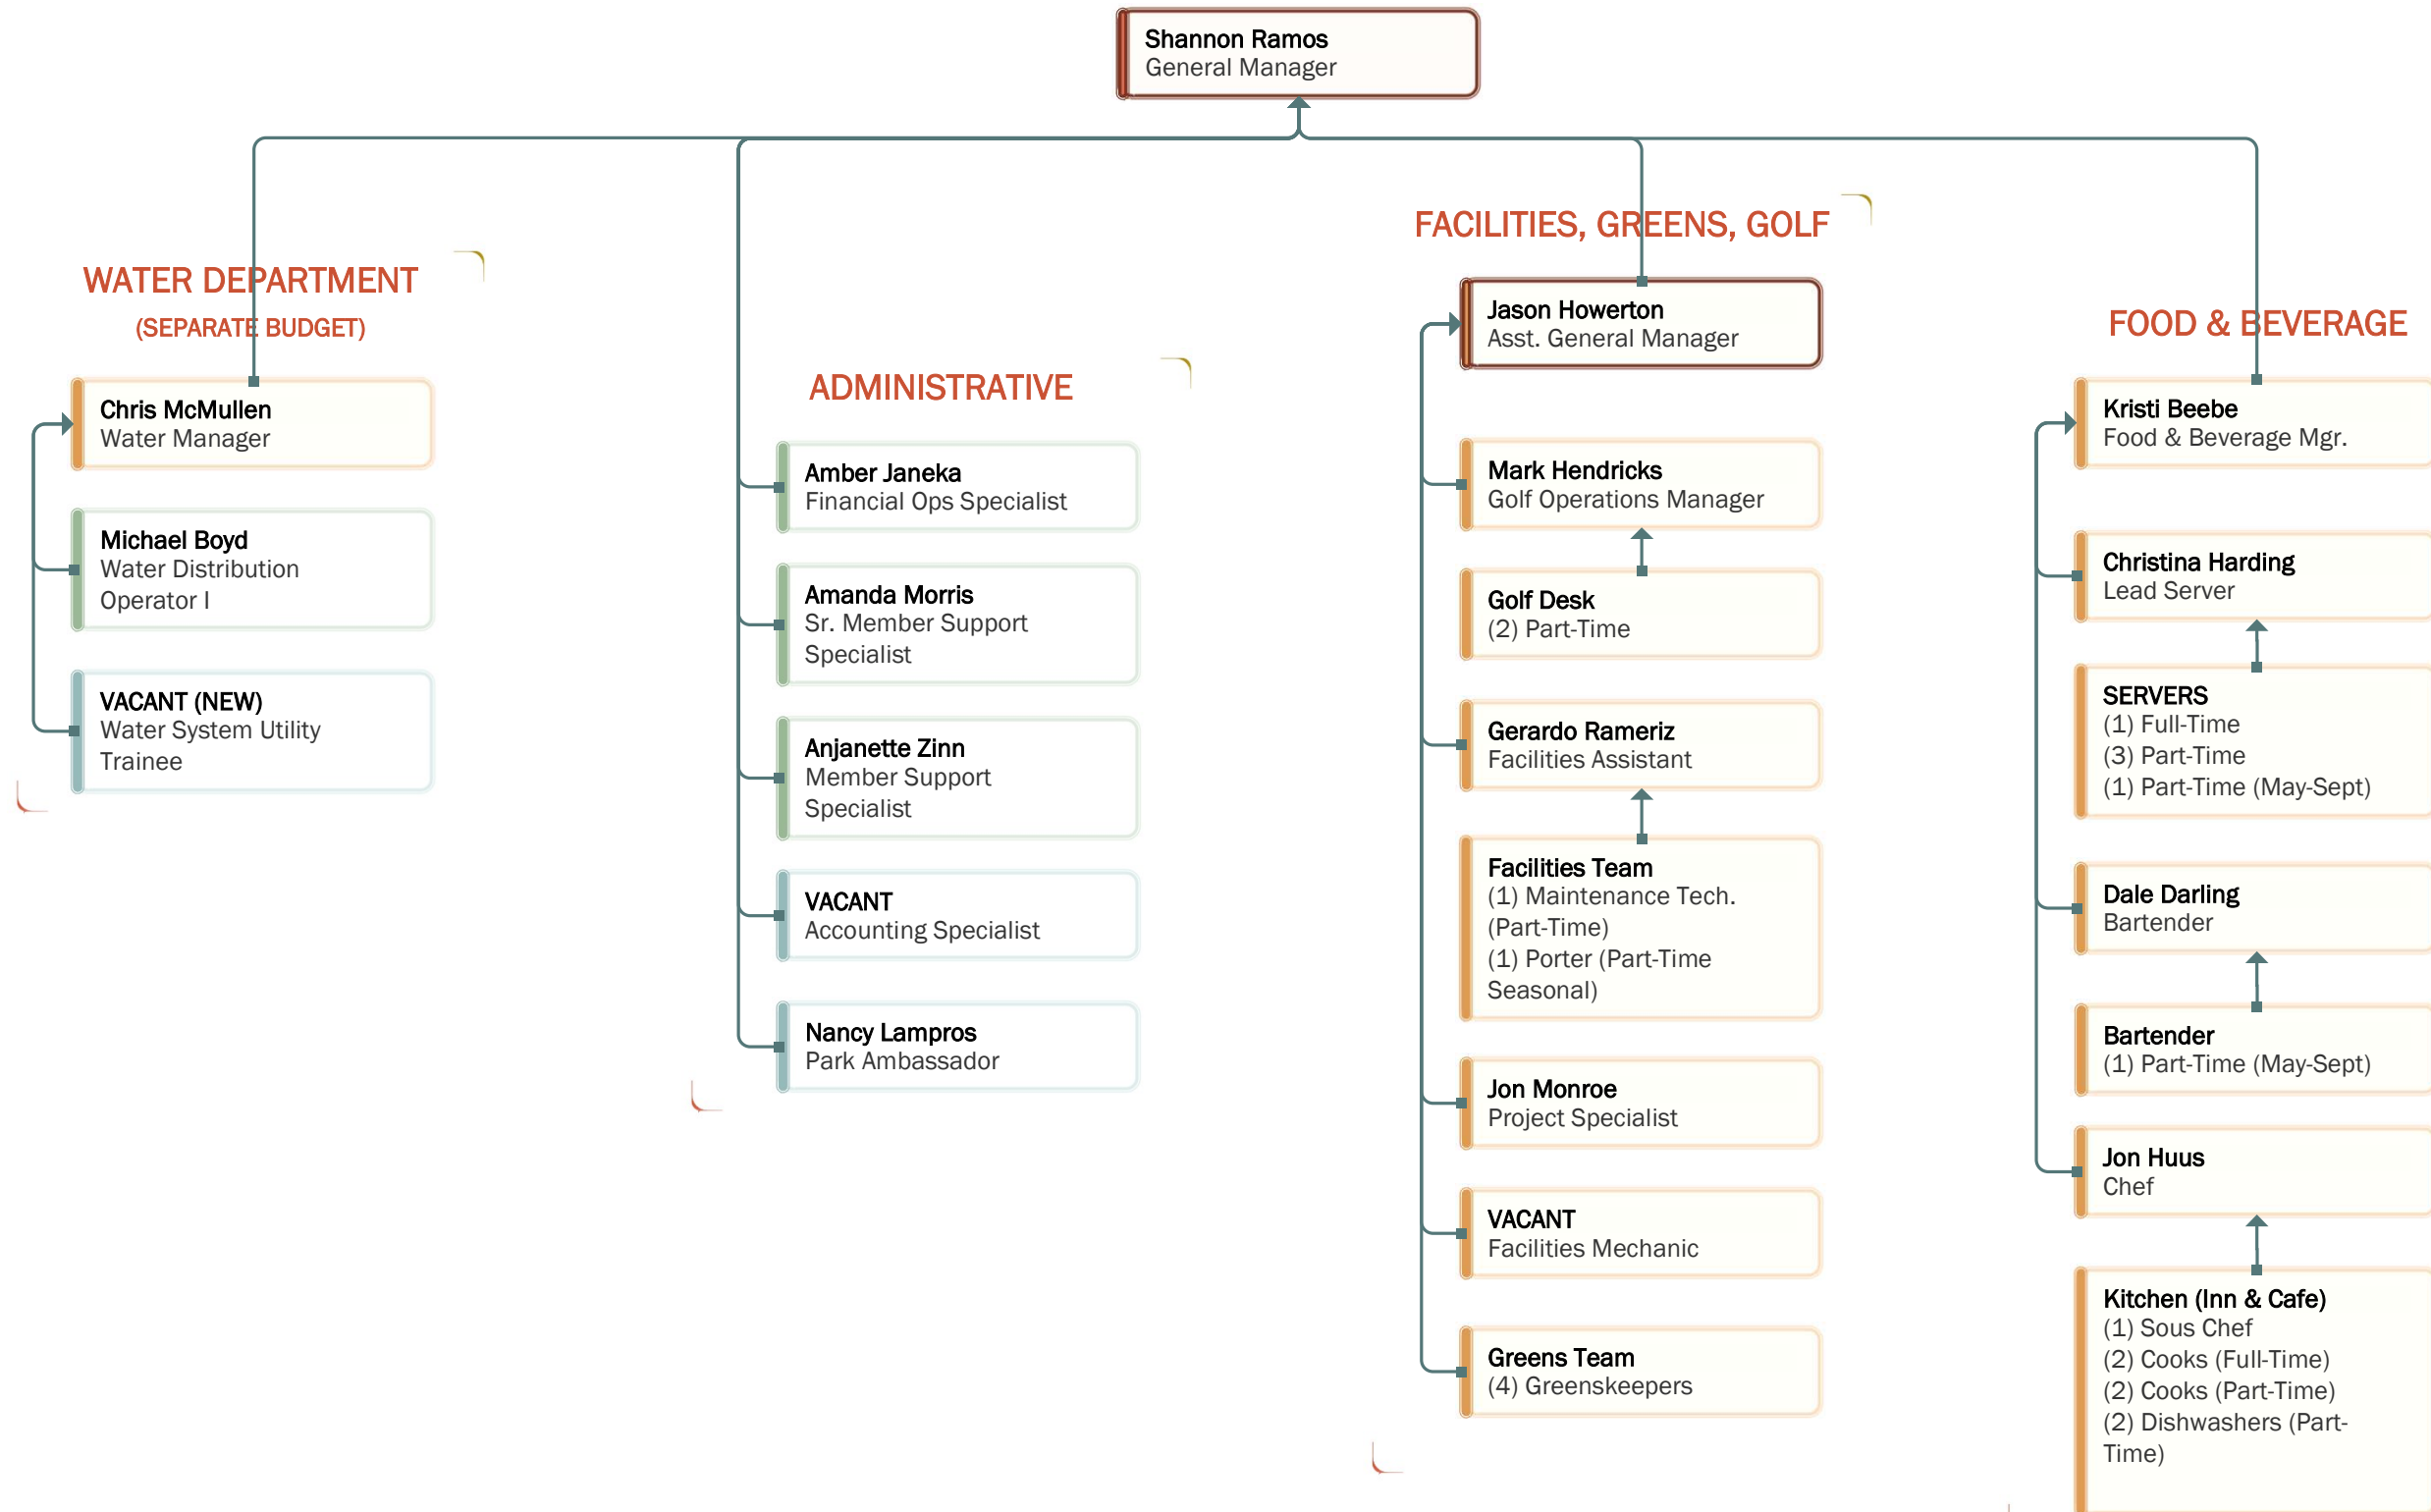 Shannon Ramos
General Manager
WATER DEPARTMENT
(SEPARATE BUDGET)
Chris McMullen
Water Manager
Michael Boyd
Water Distribution
Operator I
VACANT (NEW)
Water System Utility
Trainee
ADMINISTRATIVE
Amber Janeka
Financial Ops Specialist
Amanda Morris
Sr. Member Support
Specialist
Anjanette Zinn
Member Support
Specialist
VACANT
Accounting Specialist
Nancy Lampros
Park Ambassador
FACILITIES, GREENS, GOLF
Jason Howerton
Asst. General Manager
Mark Hendricks
Golf Operations Manager
Golf Desk
(2) Part-Time
Gerardo Rameriz
Facilities Assistant
Facilities Team
(1) Maintenance Tech.
(Part-Time)
(1) Porter (Part-Time
Seasonal)
Jon Monroe
Project Specialist
VACANT
Facilities Mechanic
Greens Team
(4) Greenskeepers
FOOD & BEVERAGE
Kristi Beebe
Food & Beverage Mgr.
Christina Harding
Lead Server
SERVERS
(1) Full-Time
(3) Part-Time
(1) Part-Time (May-Sept)
Dale Darling
Bartender
Bartender
(1) Part-Time (May-Sept)
Jon Huus
Chef
Kitchen (Inn & Cafe)
(1) Sous Chef
(2) Cooks (Full-Time)
(2) Cooks (Part-Time)
(2) Dishwashers (Part-
Time)